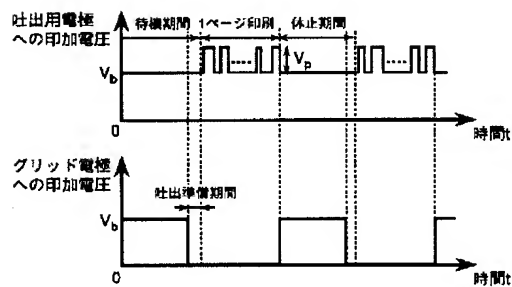 吐出用電極
への印加電圧
待機期間 1ページ印刷 休止期間
Vb
Vp
0
時間t
グリッド電極
への印加電圧
吐出準備期間
Vb
0
時間t